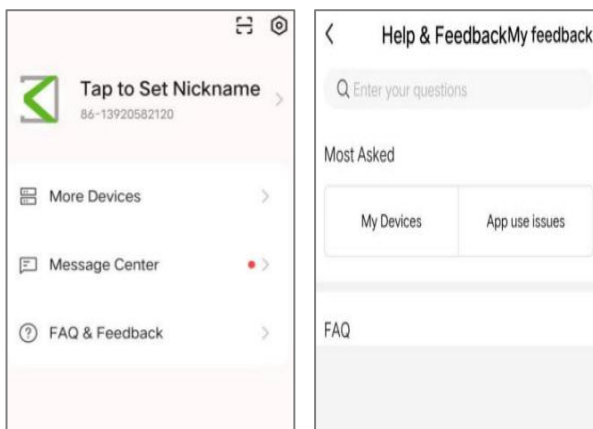 Tap to Set Nickname
86-13920582120
More Devices
Message Center
FAQ & Feedback
Help & FeedbackMy feedback
Enter your questions
Most Asked
My Devices
App use issues
FAQ